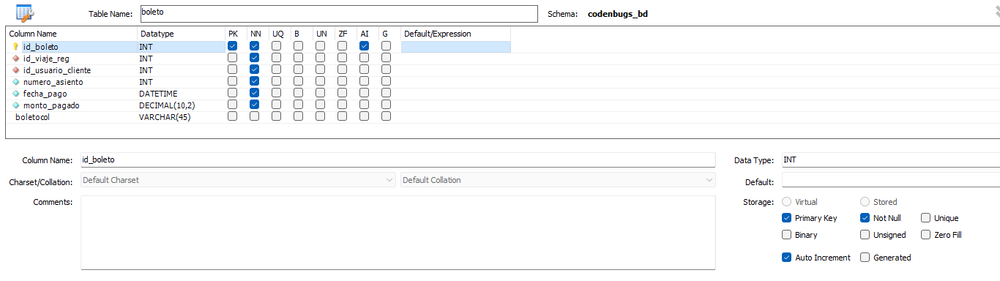 Table Name: boleto Schema: codenbugs_bd
Column Name Datatype PK NN UQ B UN ZF AI G Default/Expression
id_boleto INT
id_viaje_reg INT
id_usuario_cliente INT
numero_asiento INT
fecha_pago DATETIME
monto_pagado DECIMAL(10,2)
boletocol VARCHAR(45)
Column Name: id_boleto Data Type: INT
Charset/Collation: Default Charset Default Collation Default:
Comments: Storage: Virtual Stored
Primary Key Not Null Unique
Binary Unsigned Zero Fill
Auto Increment Generated